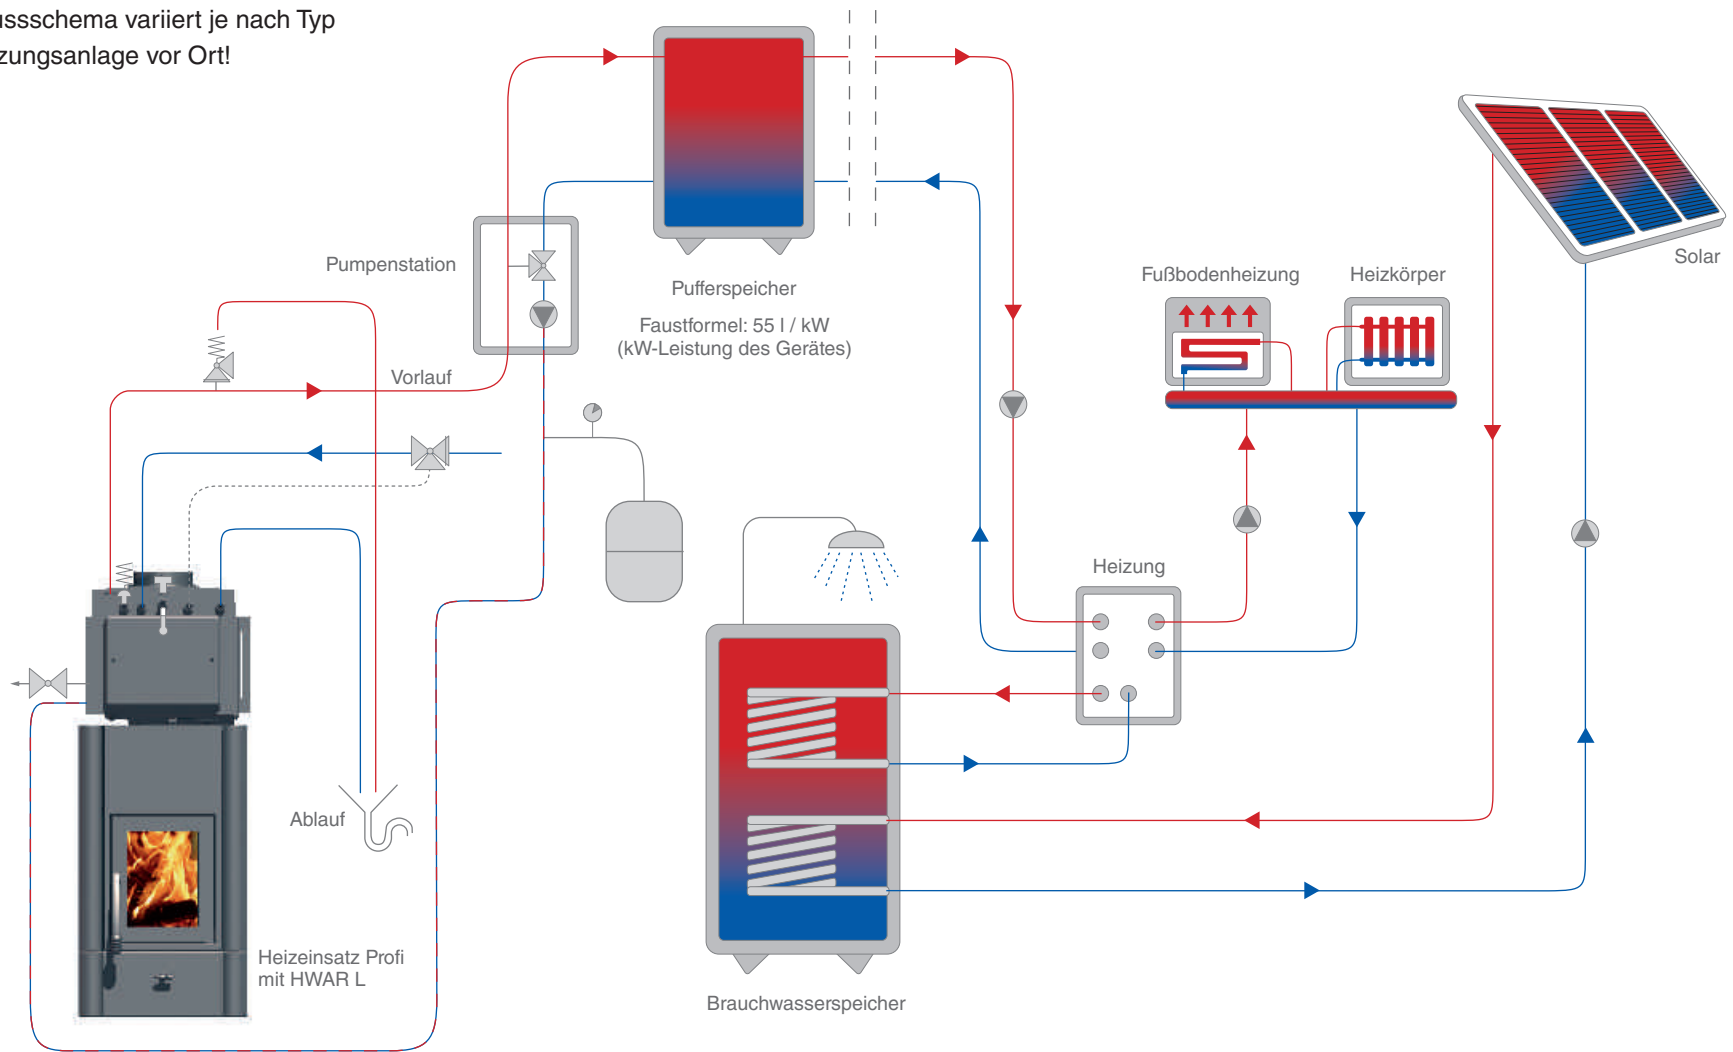 ussschema variiert je nach Typ
zungsanlage vor Ort!
Pumpenstation
Pufferspeicher
Faustformel: 55 l / kW
(kW-Leistung des Gerätes)
Fußbodenheizung
Heizkörper
Solar
Vorlauf
Heizung
Ablauf
Heizeinsatz Profi
mit HWAR L
Brauchwasserspeicher